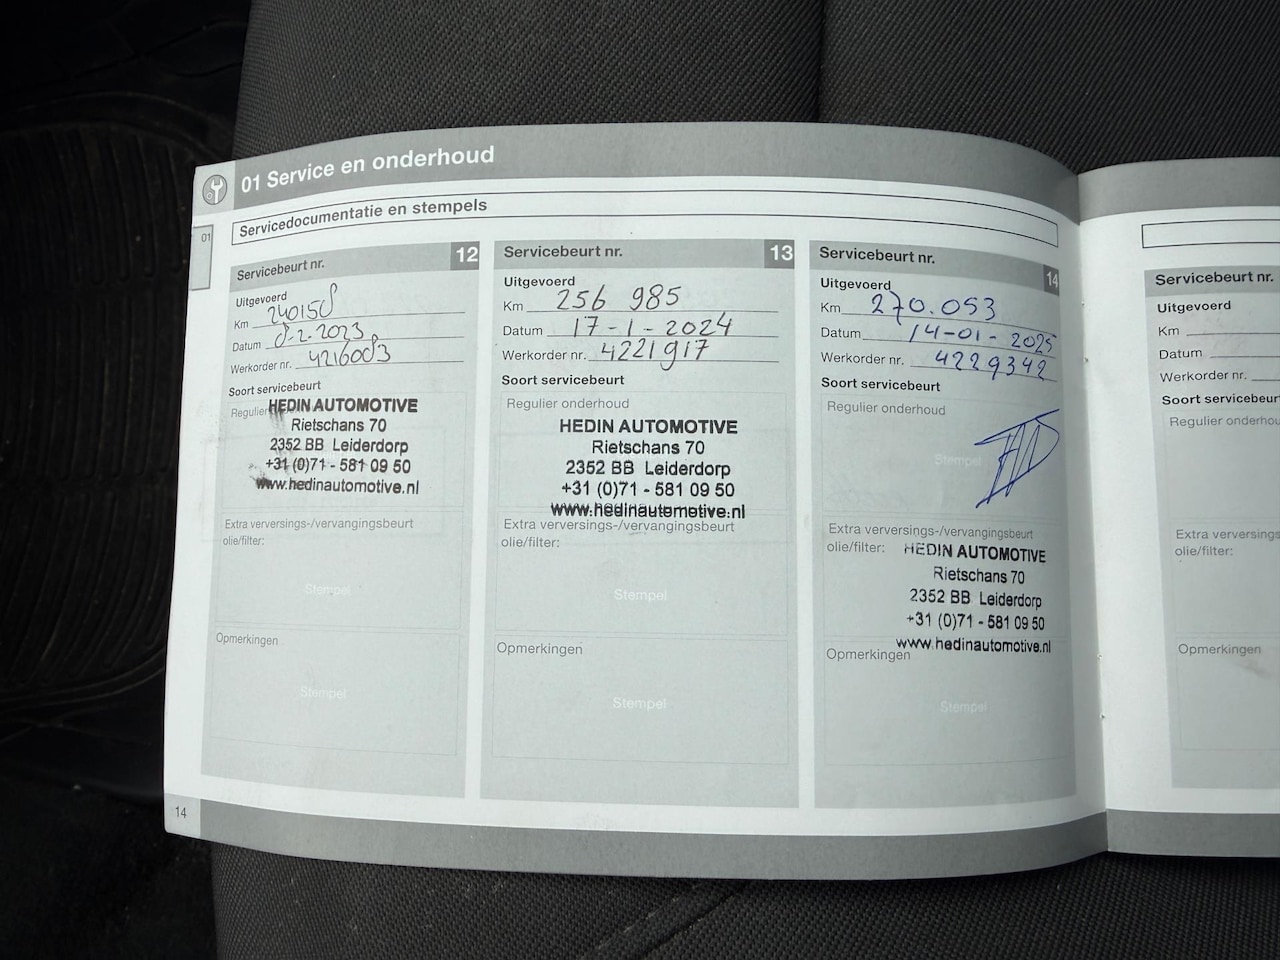 01 Service en onderhoud
01
Servicedocumentatie en stempels
Servicebeurt nr. 12
Uitgevoerd
Km 240158
Datum 8-2-2023
Werkorder nr. 4216083
Soort servicebeurt
Regulier
HEDIN AUTOMOTIVE
Rietschans 70
2352 BB Leiderdorp
+31 (0)71 - 581 09 50
www.hedinautomotive.nl
Extra verversings-/vervangingsbeurt
olie/filter:
Stempel
Opmerkingen
Stempel
Servicebeurt nr. 13
Uitgevoerd
Km 256 985
Datum 17-1-2024
Werkorder nr. 4221917
Soort servicebeurt
Regulier onderhoud
HEDIN AUTOMOTIVE
Rietschans 70
2352 BB Leiderdorp
+31 (0)71 - 581 09 50
www.hedinautomotive.nl
Extra verversings-/vervangingsbeurt
olie/filter:
Stempel
Opmerkingen
Stempel
Servicebeurt nr. 14
Uitgevoerd
Km 270.053
Datum 14-01-2025
Werkorder nr. 4229342
Soort servicebeurt
Regulier onderhoud
Stempel
Extra verversings-/vervangingsbeurt
olie/filter:
HEDIN AUTOMOTIVE
Rietschans 70
2352 BB Leiderdorp
+31 (0)71 - 581 09 50
www.hedinautomotive.nl
Opmerkingen
Stempel
Servicebeurt nr.
Uitgevoerd
Km
Datum
Werkorder nr.
Soort servicebeurt
Regulier onderhou
Extra verversings
olie/filter:
Opmerkingen
14